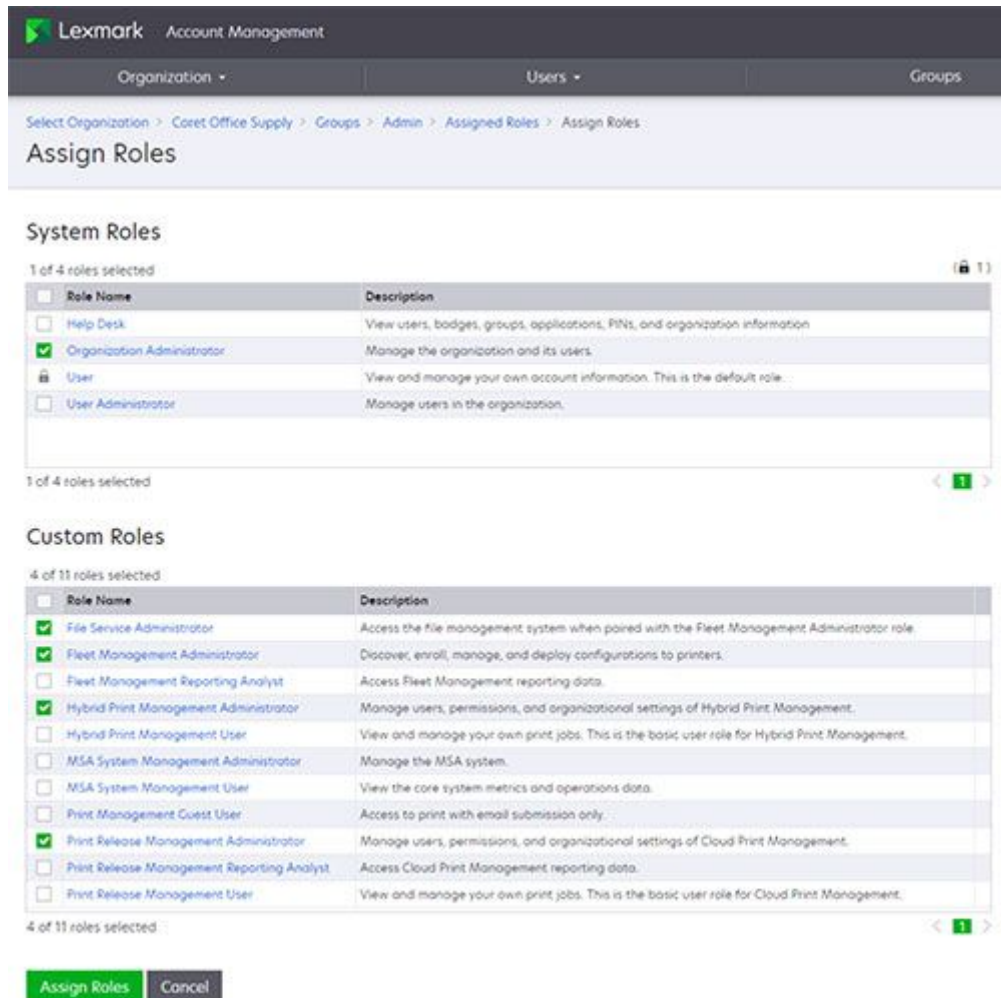 Lexmark Account Management
Organization Users Groups
Select Organization > Coret Office Supply > Groups > Admin > Assigned Roles > Assign Roles
Assign Roles
System Roles
1 of 4 roles selected ( 1)
Role Name Description
Help Desk View users, badges, groups, applications, PINs, and organization information
Organization Administrator Manage the organization and its users.
User View and manage your own account information. This is the default role.
User Administrator Manage users in the organization.
1 of 4 roles selected < 1 >
Custom Roles
4 of 11 roles selected
Role Name Description
File Service Administrator Access the file management system when paired with the Fleet Management Administrator role.
Fleet Management Administrator Discover, enroll, manage, and deploy configurations to printers.
Fleet Management Reporting Analyst Access Fleet Management reporting data.
Hybrid Print Management Administrator Manage users, permissions, and organizational settings of Hybrid Print Management.
Hybrid Print Management User View and manage your own print jobs. This is the basic user role for Hybrid Print Management.
MSA System Management Administrator Manage the MSA system.
MSA System Management User View the core system metrics and operations data.
Print Management Guest User Access to print with email submission only.
Print Release Management Administrator Manage users, permissions, and organizational settings of Cloud Print Management.
Print Release Management Reporting Analyst Access Cloud Print Management reporting data.
Print Release Management User View and manage your own print jobs. This is the basic user role for Cloud Print Management.
4 of 11 roles selected < 1 >
Assign Roles Cancel